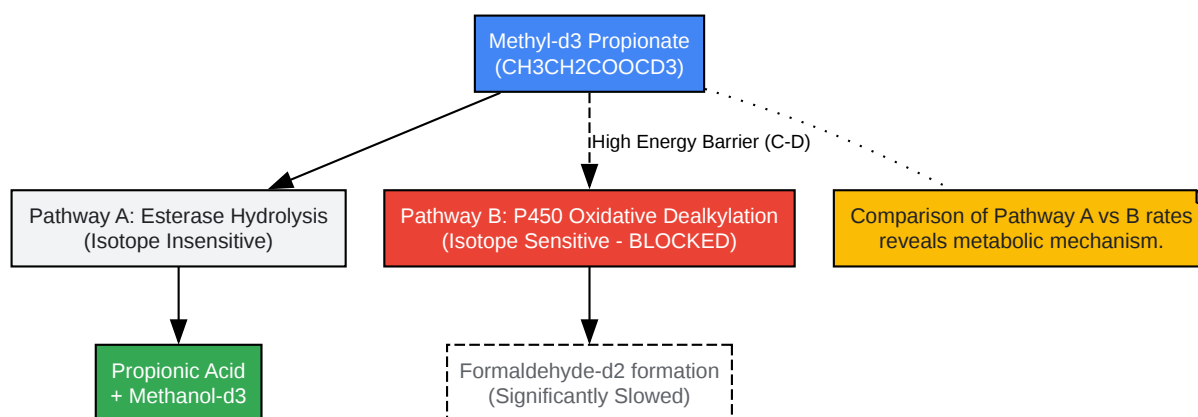 Methyl-d3 Propionate
(CH3CH2COOCD3)
High Energy Barrier (C-D)
Pathway A: Esterase Hydrolysis
(Isotope Insensitive)
Pathway B: P450 Oxidative Dealkylation
(Isotope Sensitive - BLOCKED)
Comparison of Pathway A vs B rates
reveals metabolic mechanism.
Propionic Acid
+ Methanol-d3
Formaldehyde-d2 formation
(Significantly Slowed)